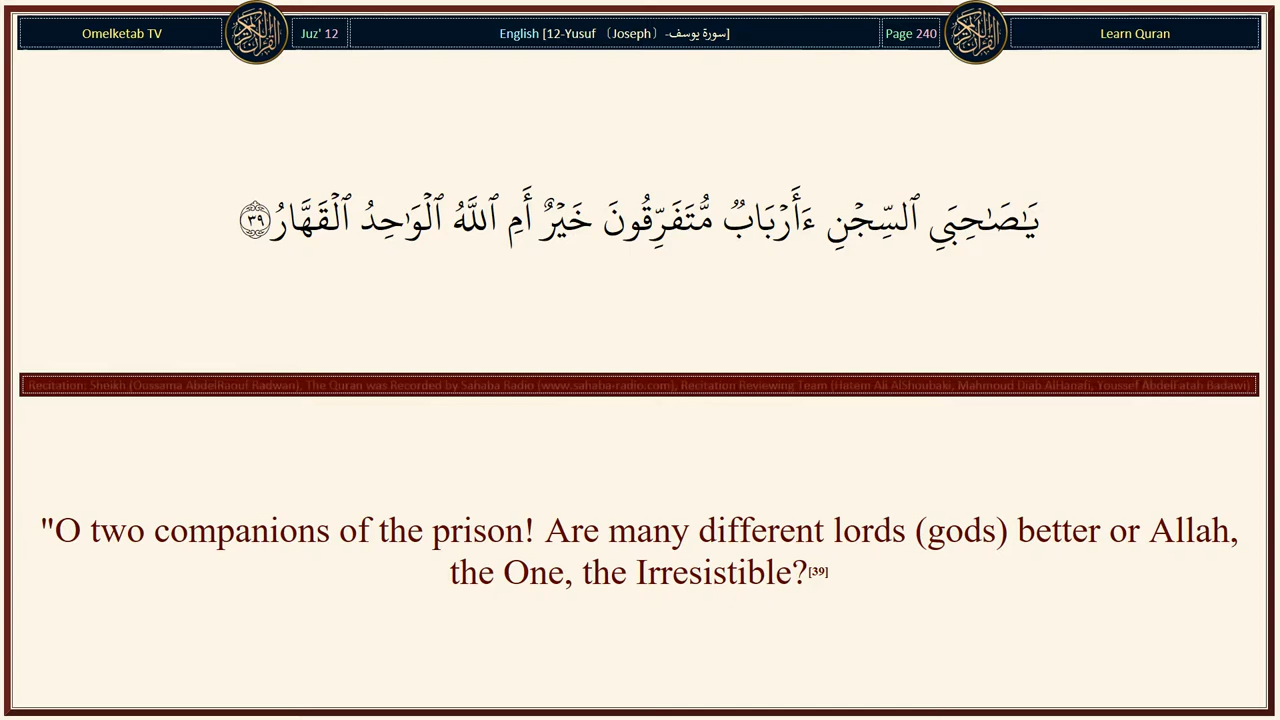 Omelketab TV
Juz' 12
English [12-Yusuf （Joseph）-سورة يوسف]
Page 240
Learn Quran
يَـٰصَـٰحِبَىِ ٱلسِّجْنِ ءَأَرْبَابٌ مُّتَفَرِّقُونَ خَيْرٌ أَمِ ٱللَّهُ ٱلْوَٰحِدُ ٱلْقَهَّارُ ٣٩
Recitation: Sheikh (Oussama AbdelRaouf Radwan), The Quran was Recorded by Sahaba Radio (www.sahaba-radio.com), Recitation Reviewing Team (Hatem Ali AlShoubaki, Mahmoud Diab AlHanafi, Youssef AbdelFatah Badawi)
"O two companions of the prison! Are many different lords (gods) better or Allah,
the One, the Irresistible?[39]